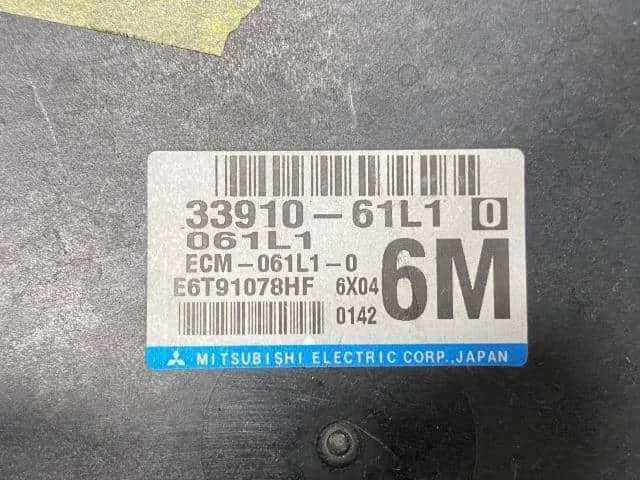 33910-61L1 0
061L1
ECM-061L1-0
E6T91078HF 6X04
0142
6M
MITSUBISHI ELECTRIC CORP., JAPAN